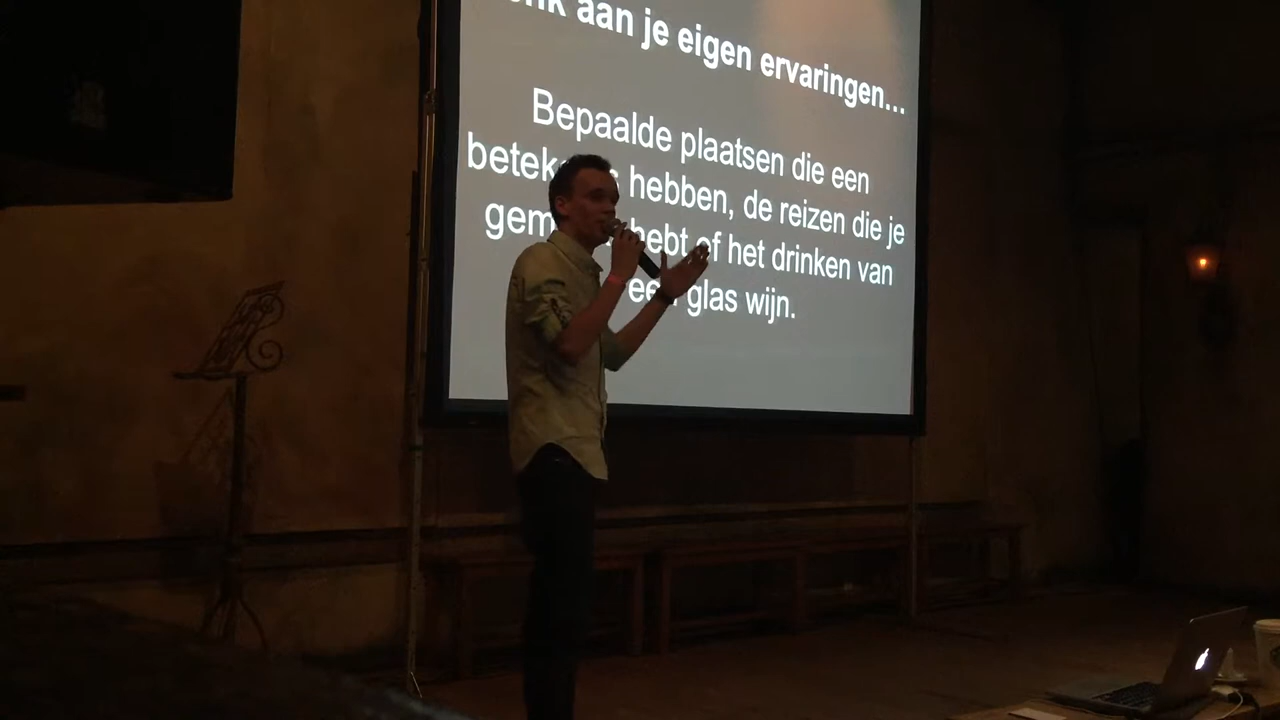 aan je eigen ervaringen...
Bepaalde plaatsen die een
hebben, de reizen die je
hebt of het drinken van
een glas wijn.